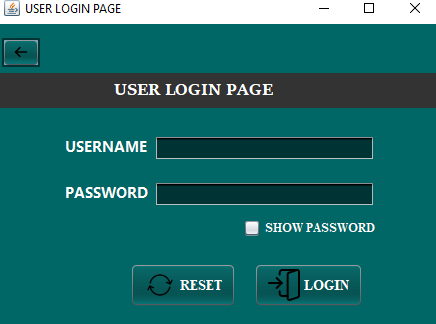 USER LOGIN PAGE
USER LOGIN PAGE
USERNAME
PASSWORD
SHOW PASSWORD
RESET
LOGIN